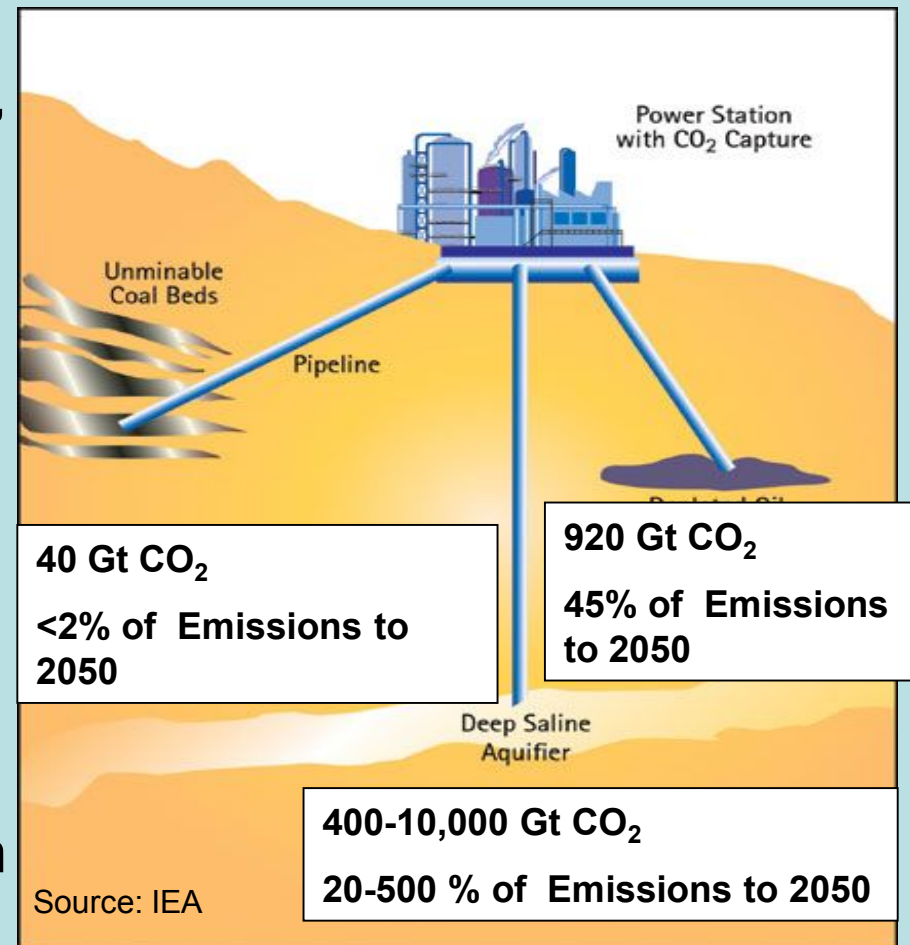 Power Station
with CO₂ Capture
Unminable
Coal Beds
Pipeline
40 Gt CO₂
<2% of Emissions to
2050
920 Gt CO₂
45% of Emissions
to 2050
Deep Saline
Aquifier
400-10,000 Gt CO₂
20-500 % of Emissions to 2050
Source: IEA